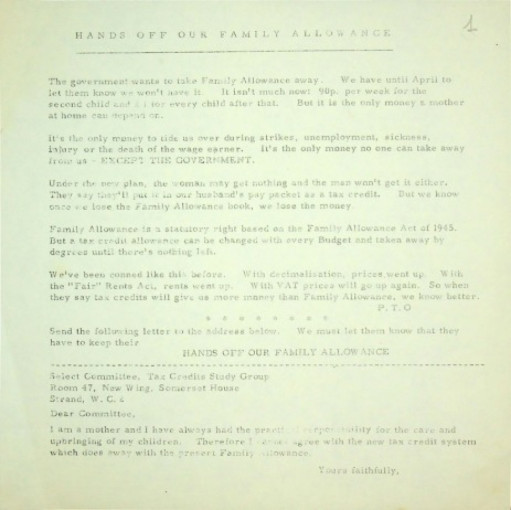 1
HANDS OFF OUR FAMILY ALLOWANCE
The government wants to take Family Allowance away. We have until April to
let them know we won't have it. It isn't much now! 90p. per week for the
second child and £1 for every child after that. But it is the only money a mother
at home can depend on.
It's the only money to tide us over during strikes, unemployment, sickness,
injury or the death of the wage earner. It's the only money no one can take away
from us - EXCEPT THE GOVERNMENT.
Under the new plan, the woman may get nothing and the man won't get it either.
They say they'll put it in our husband's pay packet as a tax credit. But we know
once we lose the Family Allowance book, we lose the money.
Family Allowance is a statutory right based on the Family Allowance Act of 1945.
But a tax credit allowance can be changed with every Budget and taken away by
degrees until there's nothing left.
We've been conned like this before. With decimalisation, prices went up. With
the "Fair" Rents Act, rents went up. With VAT prices will go up again. So when
they say tax credits will give us more money than Family Allowance, we know better.
P.T.O
* * * * * * * *
Send the following letter to the address below. We must let them know that they
have to keep their
HANDS OFF OUR FAMILY ALLOWANCE
Select Committee, Tax Credits Study Group
Room 47, New Wing, Somerset House
Strand, W.C.2
Dear Committee,
I am a mother and I have always had the responsibility for the care and
upbringing of my children. Therefore I agree with the new tax credit system
which does away with the present Family Allowance.
Yours faithfully,